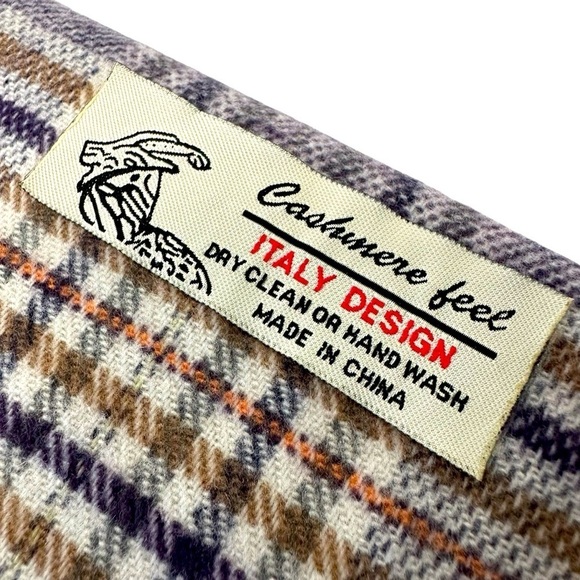 Cashmere feel
ITALY DESIGN
DRY CLEAN OR HAND WASH
MADE IN CHINA